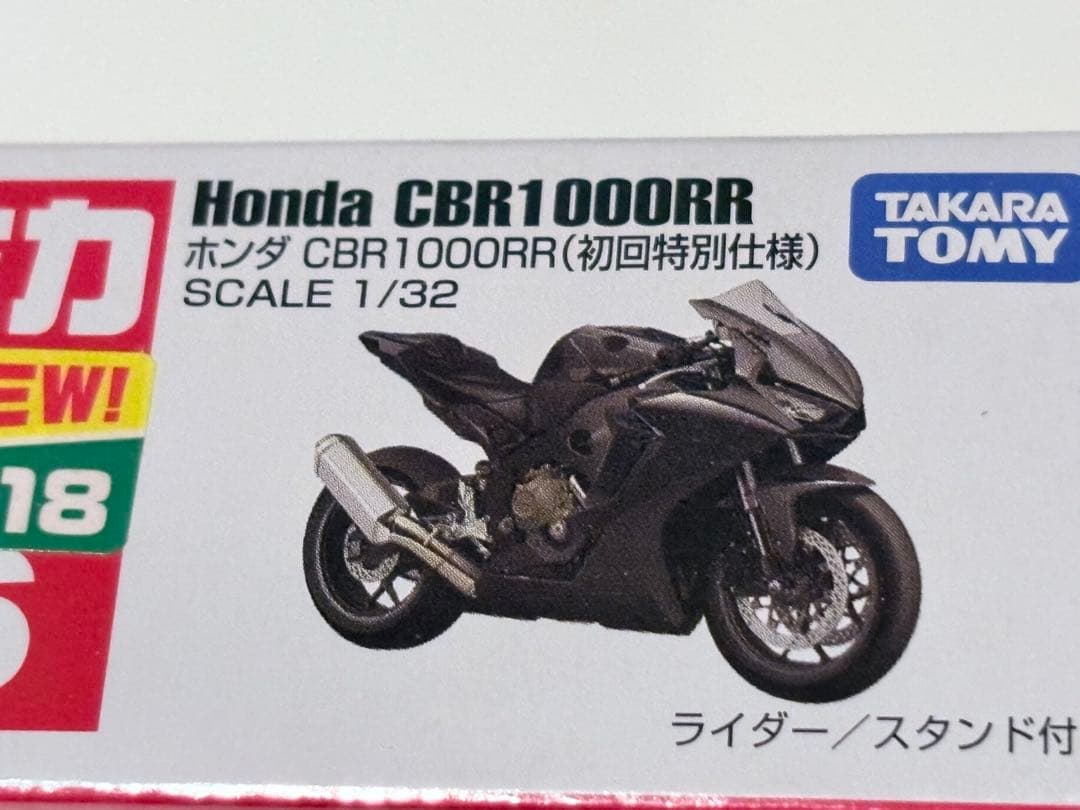 Honda CBR1000RR
ホンダ CBR1000RR(初回特別仕様)
SCALE 1/32
TAKARA
TOMY
カ
EW!
18
ライダー/スタンド付